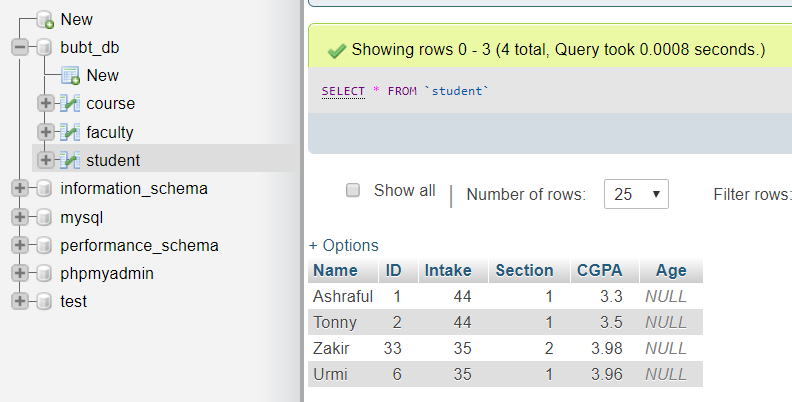 New
bubt_db
New
course
faculty
student
information_schema
mysql
performance_schema
phpmyadmin
test
Showing rows 0 - 3 (4 total, Query took 0.0008 seconds.)
SELECT * FROM `student`
Show all | Number of rows: 25 Filter rows:
+ Options
Name ID Intake Section CGPA Age
Ashraful 1 44 1 3.3 NULL
Tonny 2 44 1 3.5 NULL
Zakir 33 35 2 3.98 NULL
Urmi 6 35 1 3.96 NULL